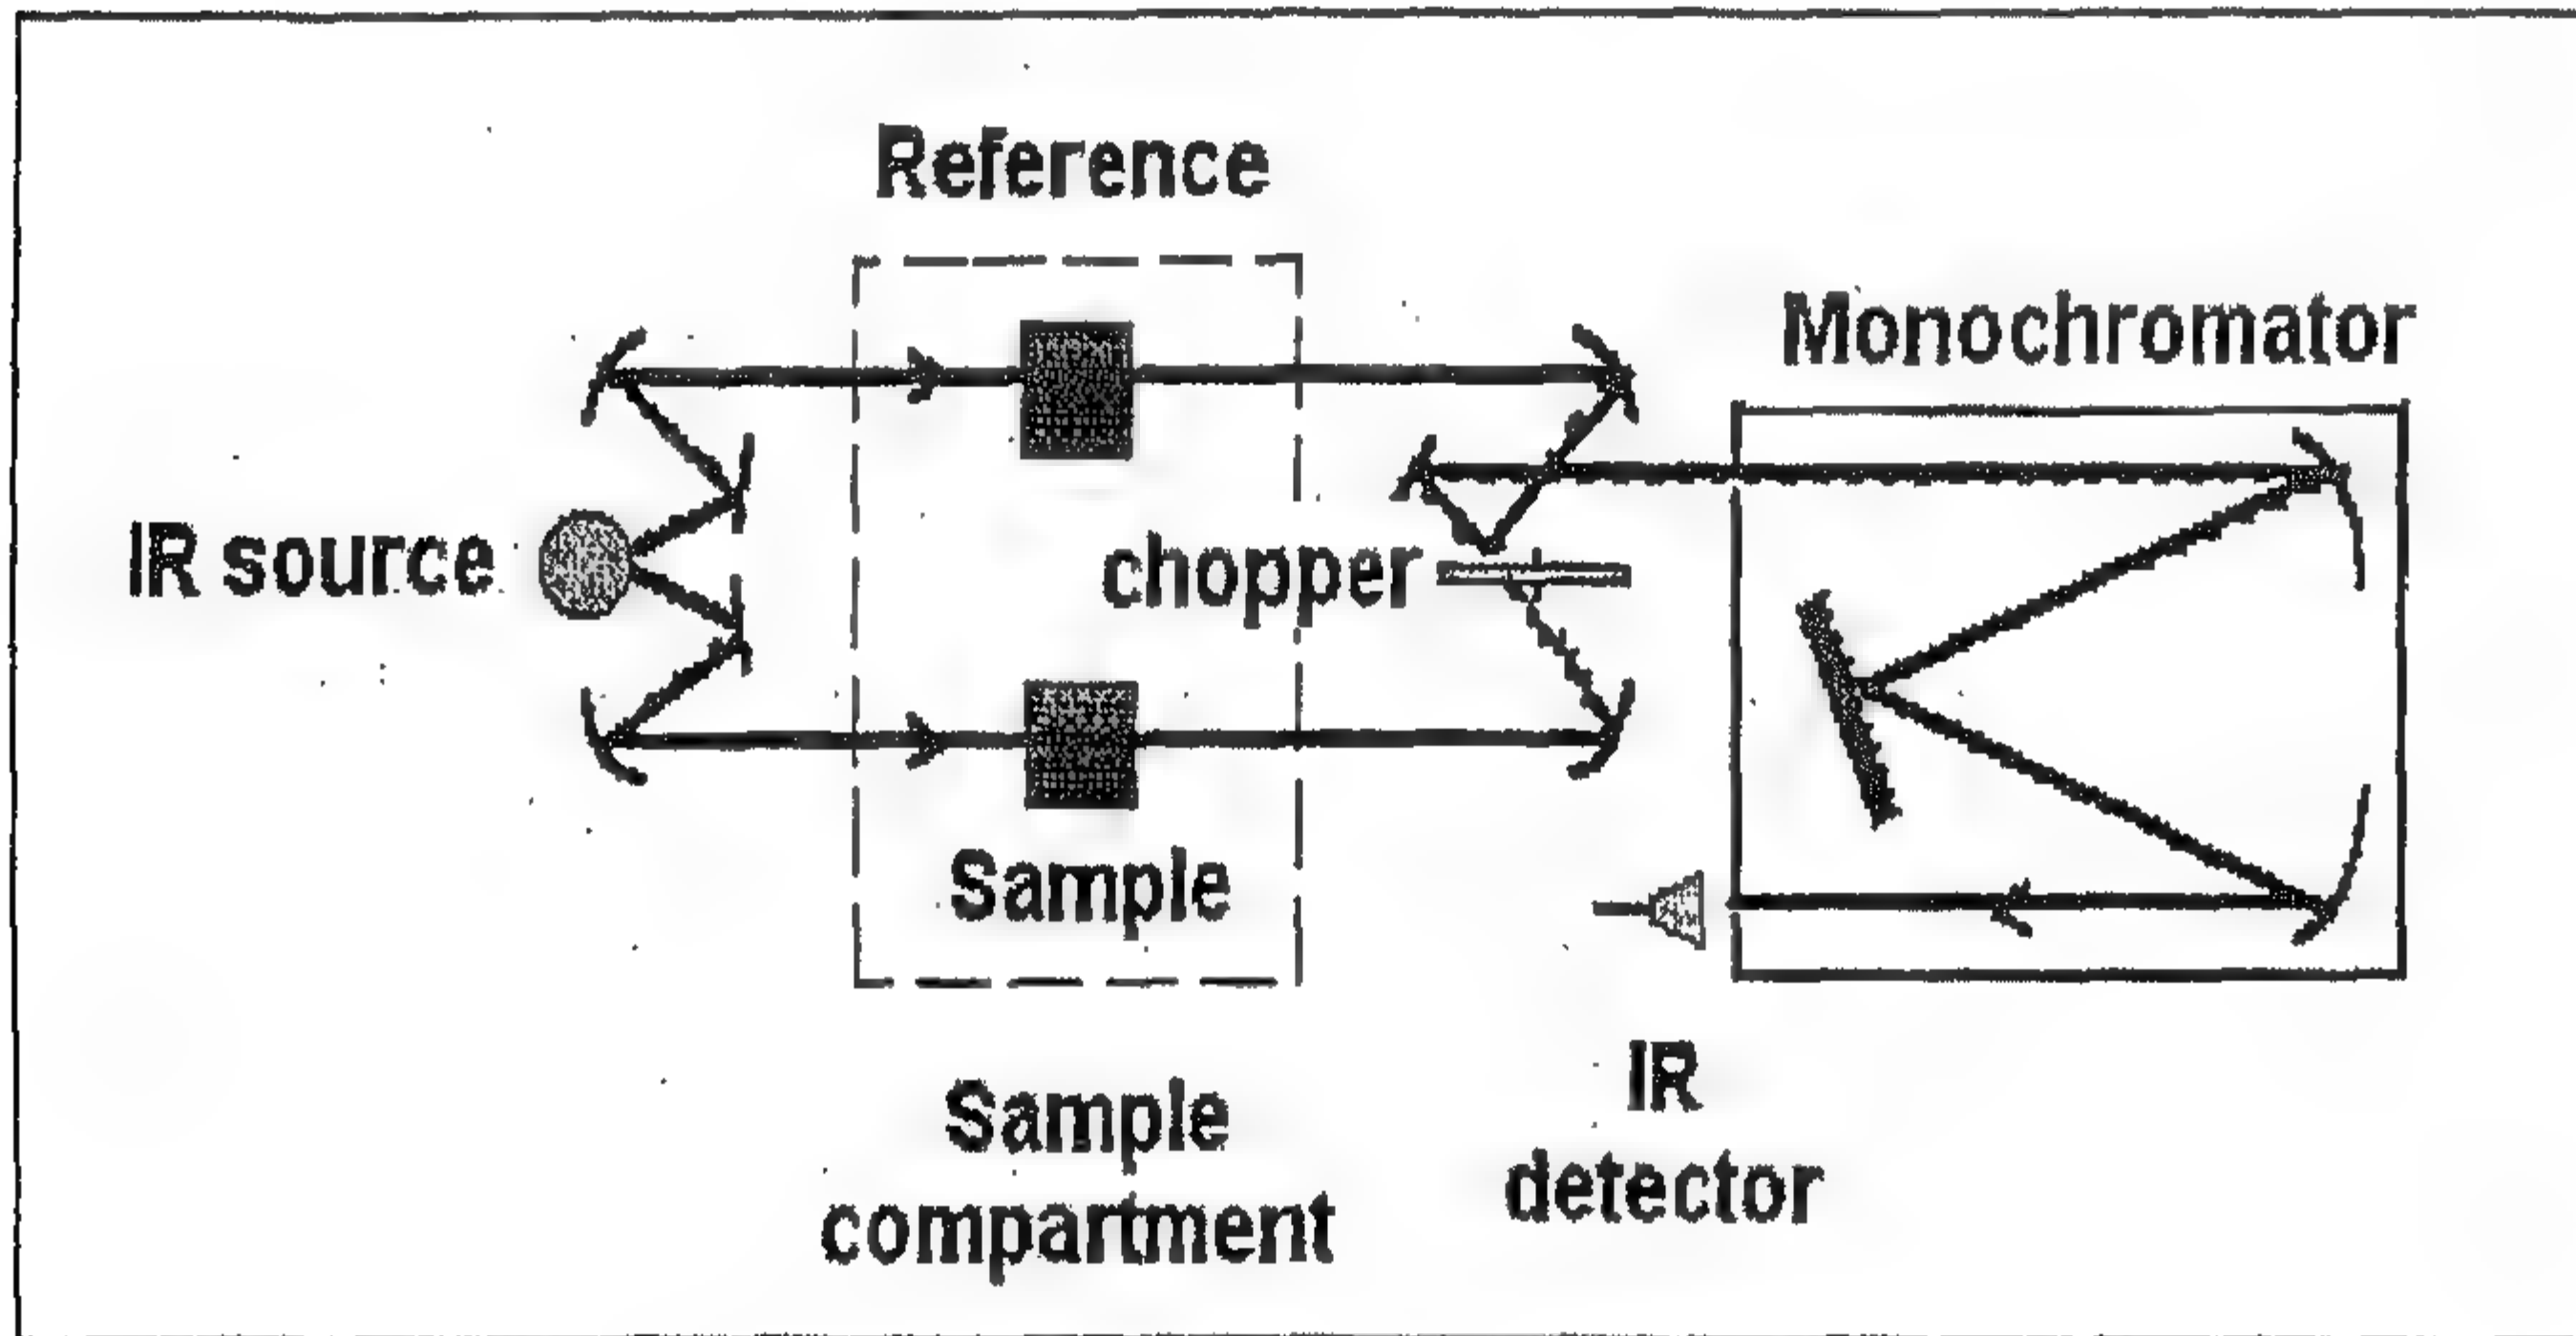 Reference
Monochromator
IR source
chopper
Sample
IR
detector
Sample
compartment